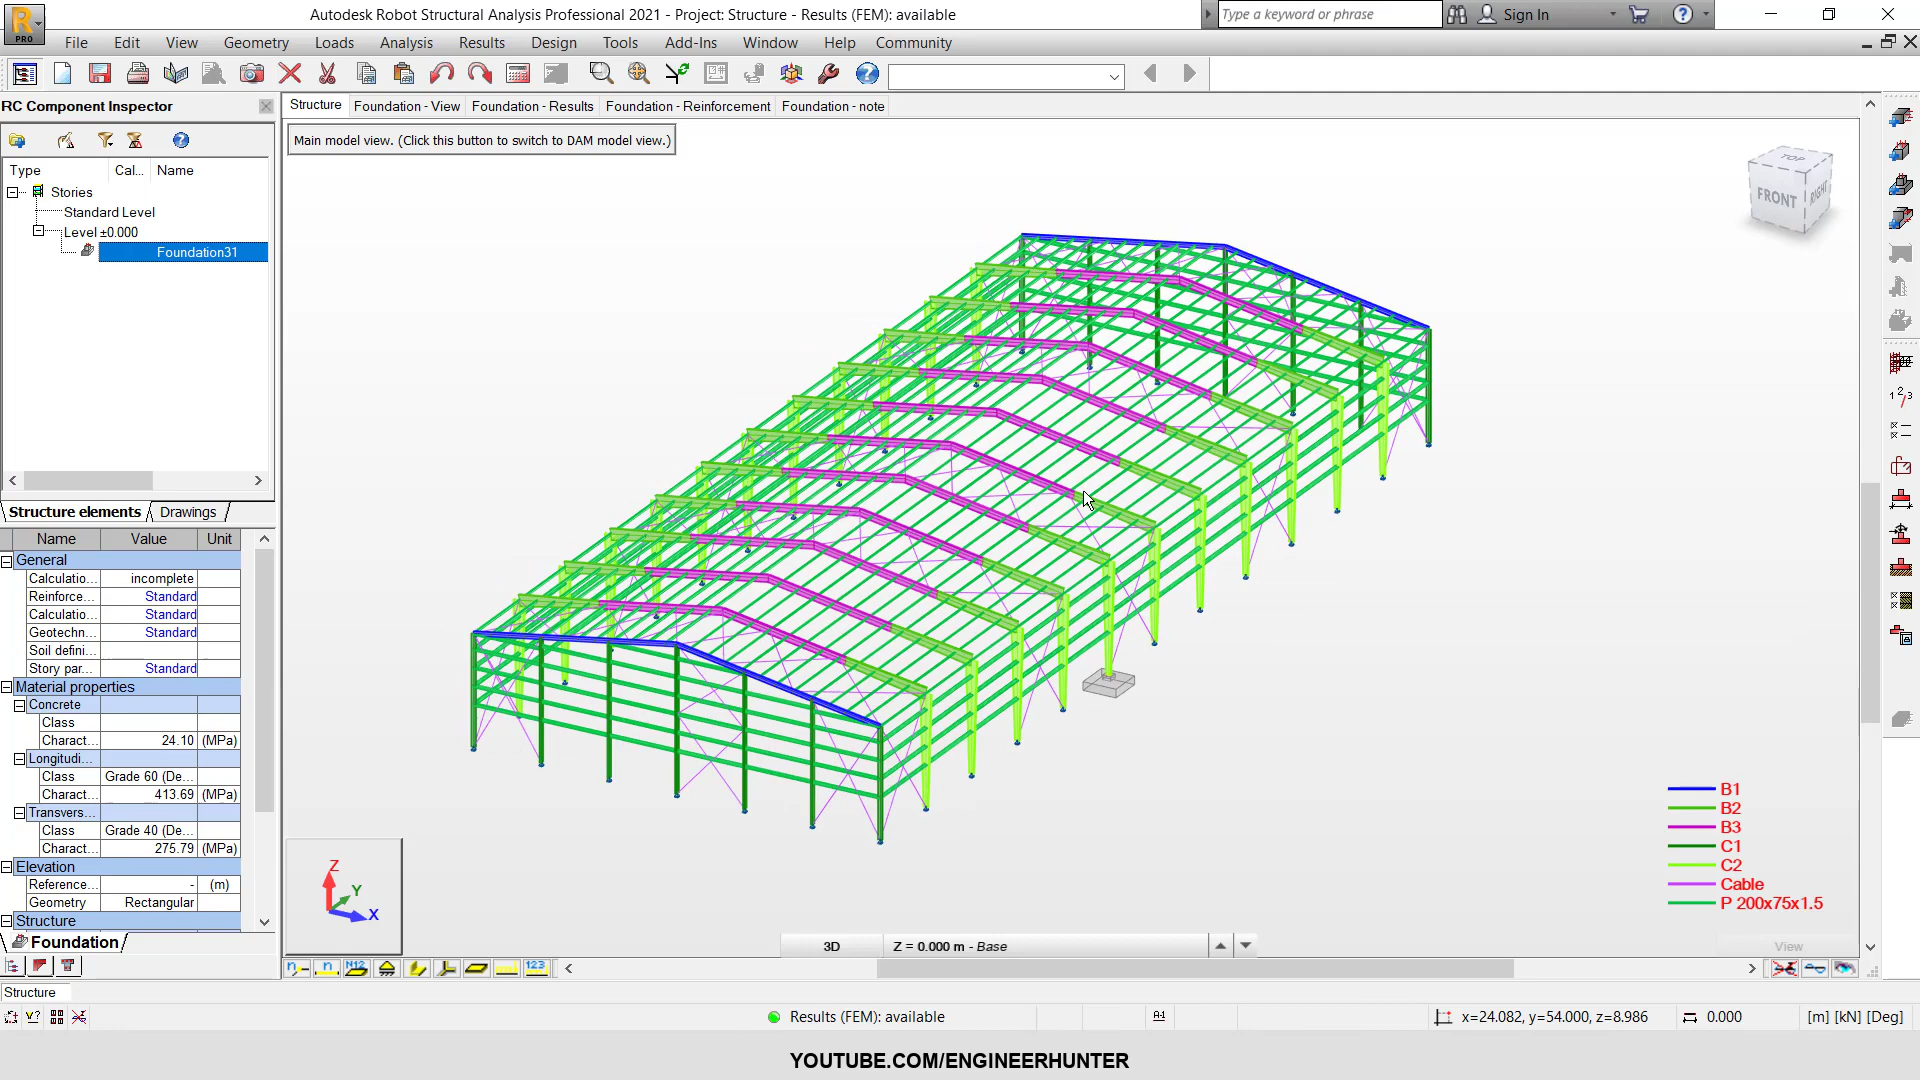 Autodesk Robot Structural Analysis Professional 2021 - Project: Structure - Results (FEM): available
Type a keyword or phrase
Sign In
PRO
File Edit View Geometry Loads Analysis Results Design Tools Add-Ins Window Help Community
RC Component Inspector
Structure Foundation - View Foundation - Results Foundation - Reinforcement Foundation - note
Main model view. (Click this button to switch to DAM model view.)
Type Cal... Name
Stories
Standard Level
Level ±0.000
Foundation31
TOP
FRONT
RIGHT
Structure elements Drawings
Name Value Unit
General
Calculatio... incomplete
Reinforce... Standard
Calculatio... Standard
Geotechn... Standard
Soil defini...
Story par... Standard
Material properties
Concrete
Class
Charact... 24.10 (MPa)
Longitudi...
Class Grade 60 (De...
Charact... 413.69 (MPa)
Transvers...
Class Grade 40 (De...
Charact... 275.79 (MPa)
Elevation
Reference... - (m)
Geometry Rectangular
Structure
Foundation
B1
B2
B3
C1
C2
Cable
P 200x75x1.5
Z
Y
X
3D
Z = 0.000 m - Base
View
Structure
Results (FEM): available
x=24.082, y=54.000, z=8.986
0.000
[m] [kN] [Deg]
YOUTUBE.COM/ENGINEERHUNTER